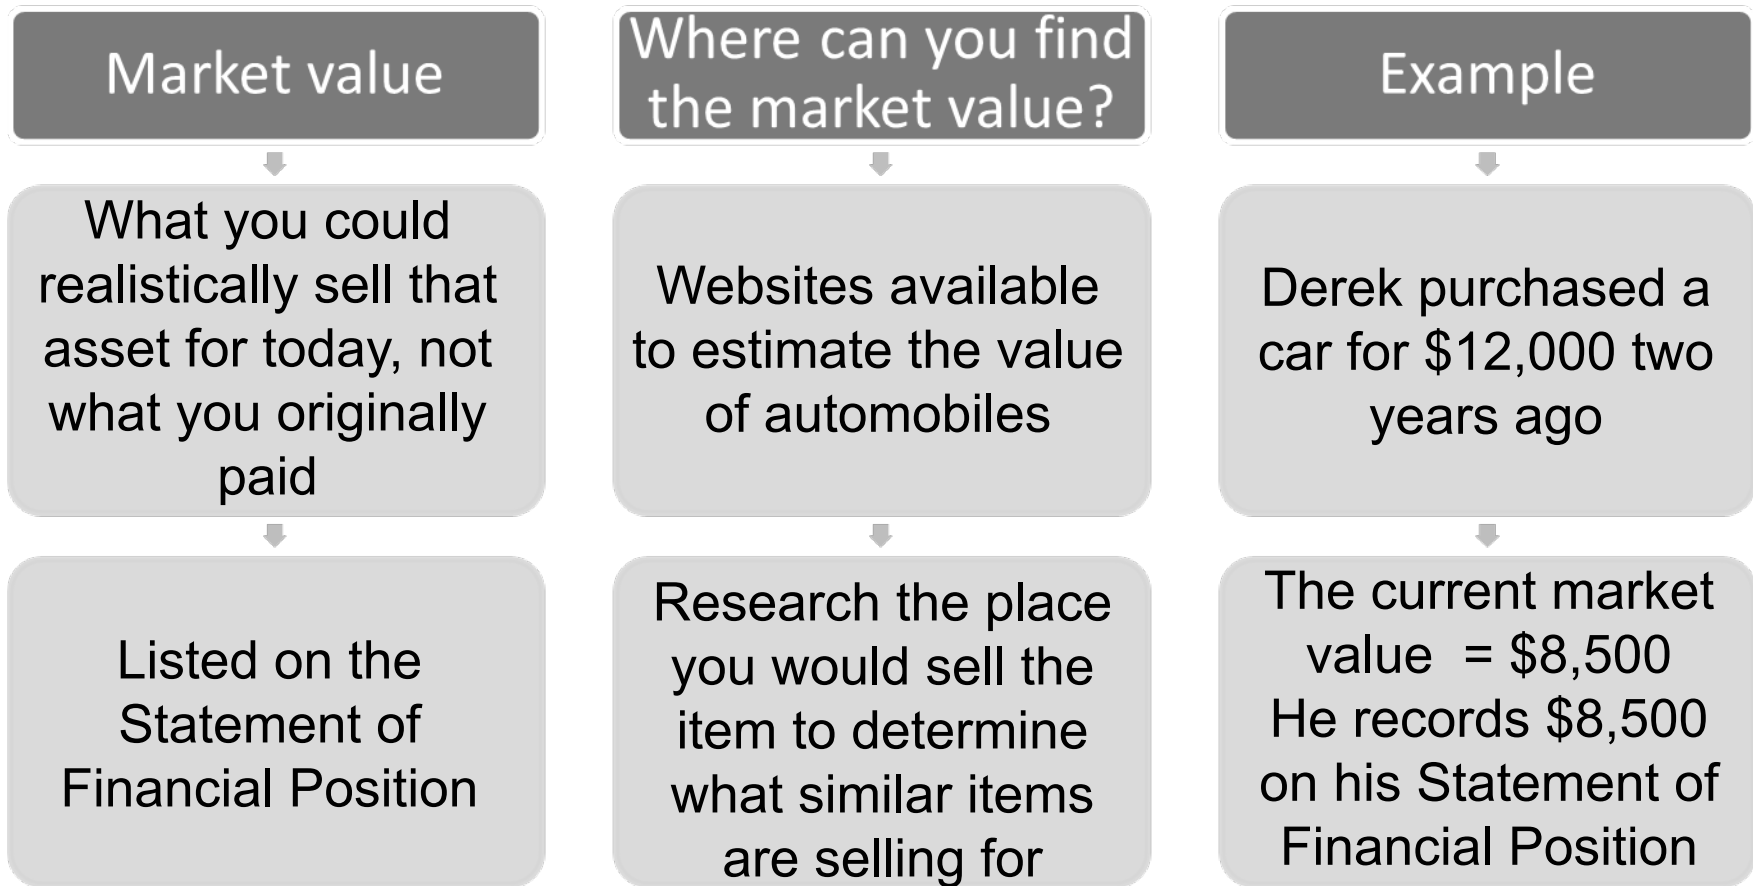 Market value
What you could
realistically sell that
asset for today, not
what you originally
paid
Listed on the
Statement of
Financial Position
Where can you find
the market value?
Websites available
to estimate the value
of automobiles
Research the place
you would sell the
item to determine
what similar items
are selling for
Example
Derek purchased a
car for $12,000 two
years ago
The current market
value  = $8,500
He records $8,500
on his Statement of
Financial Position